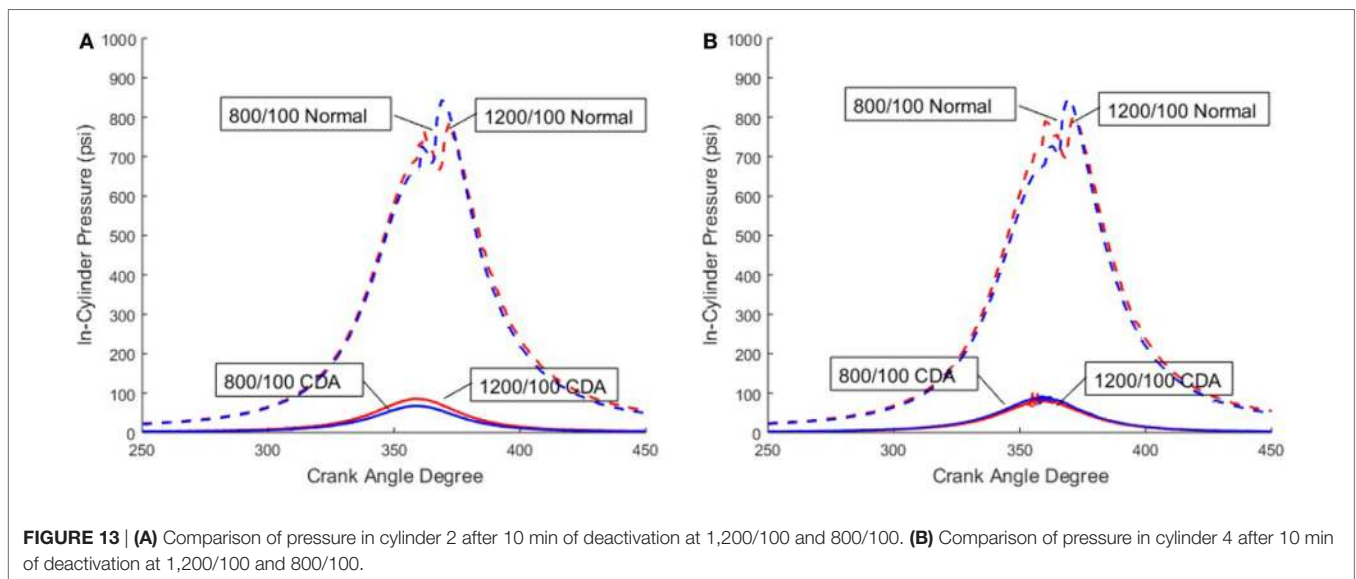 A
In-Cylinder Pressure (psi)
1000
900
800
700
600
500
400
300
200
100
0
800/100 Normal
1200/100 Normal
800/100 CDA
1200/100 CDA
250
300
350
400
450
Crank Angle Degree
B
In-Cylinder Pressure (psi)
1000
900
800
700
600
500
400
300
200
100
0
800/100 Normal
1200/100 Normal
800/100 CDA
1200/100 CDA
250
300
350
400
450
Crank Angle Degree
FIGURE 13 | (A) Comparison of pressure in cylinder 2 after 10 min of deactivation at 1,200/100 and 800/100. (B) Comparison of pressure in cylinder 4 after 10 min
of deactivation at 1,200/100 and 800/100.